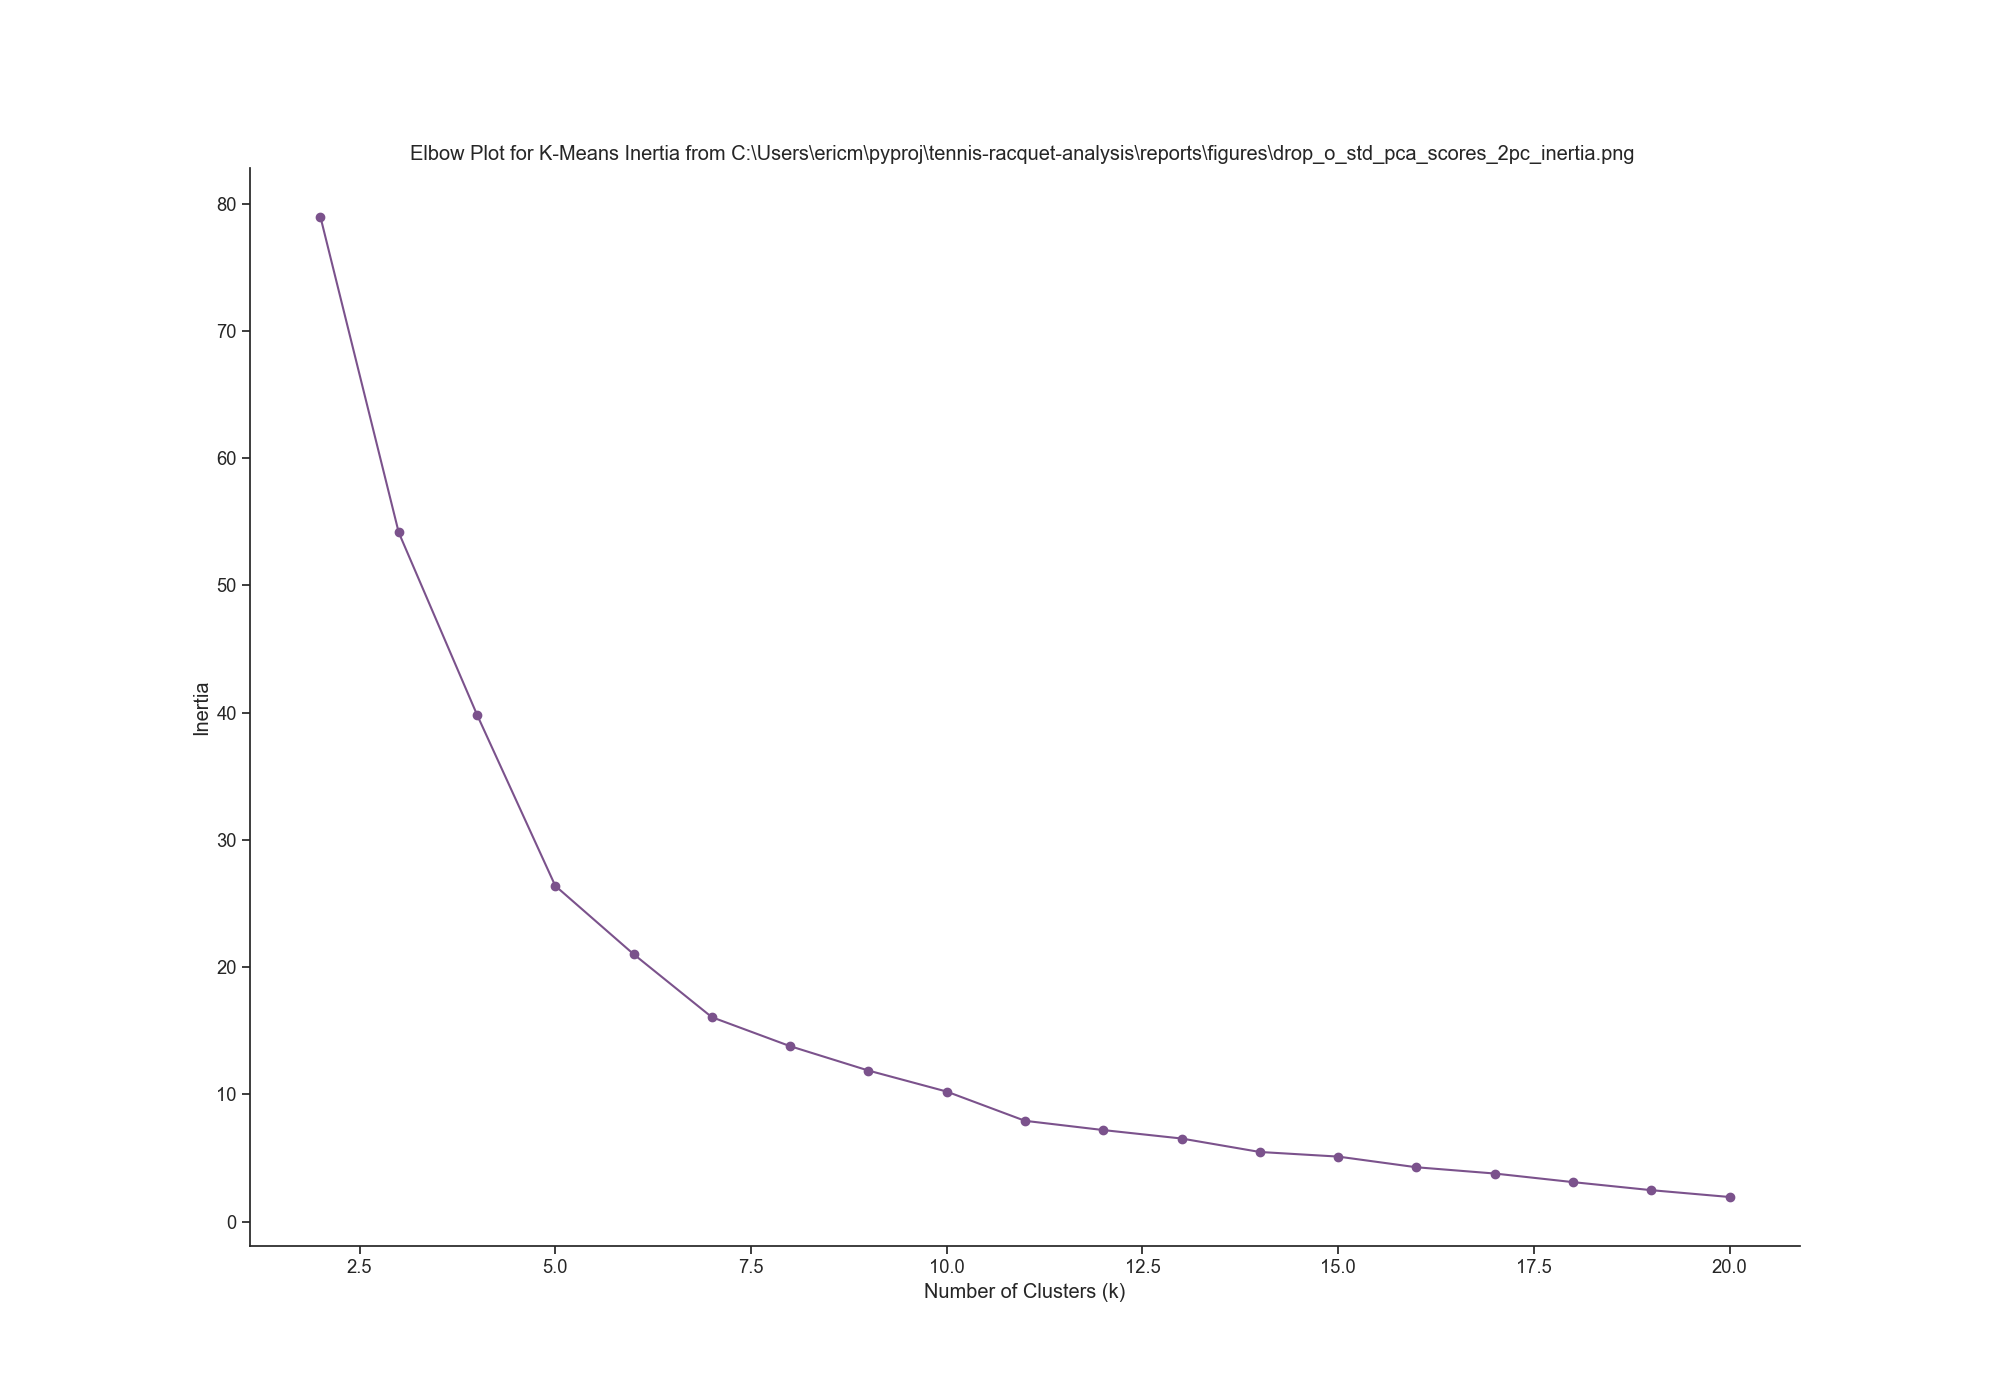 Elbow Plot for K-Means Inertia from C:\Users\ericm\pyproj\tennis-racquet-analysis\reports\figures\drop_o_std_pca_scores_2pc_inertia.png
80
70
60
50
40
30
20
10
0
Inertia
2.5 5.0 7.5 10.0 12.5 15.0 17.5 20.0
Number of Clusters (k)